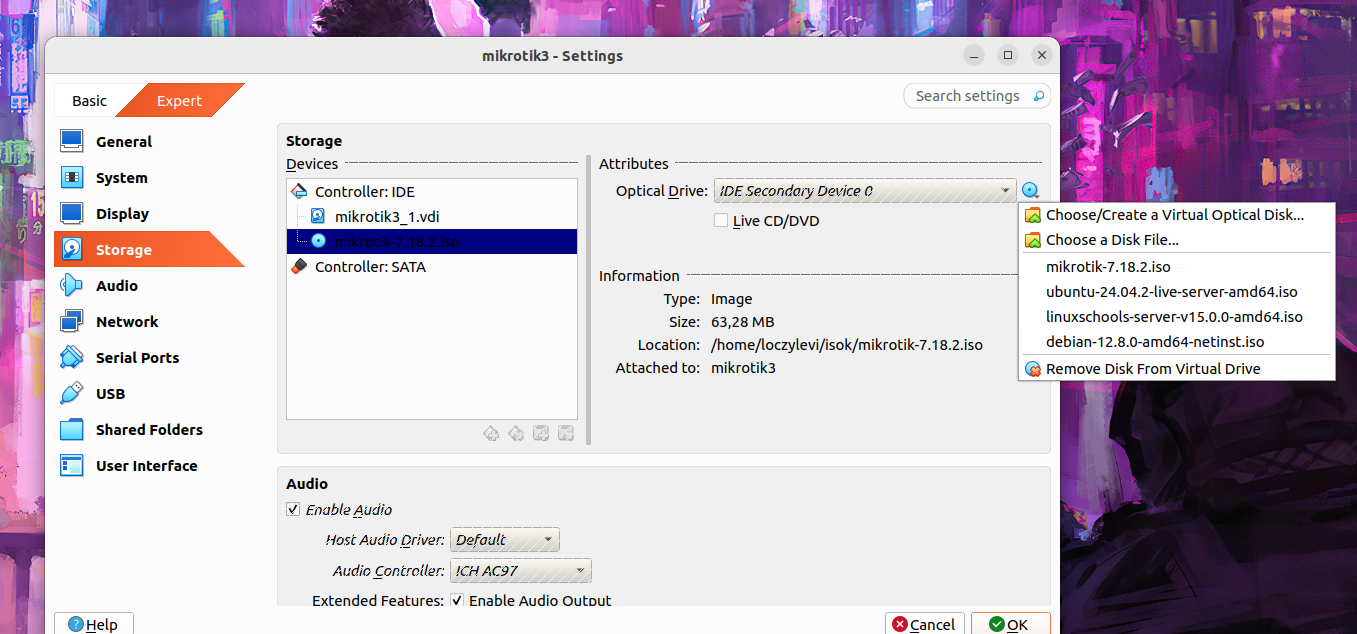 mikrotik3 - Settings
Basic
Expert
Search settings
General
System
Display
Storage
Audio
Network
Serial Ports
USB
Shared Folders
User Interface
Storage
Devices
Controller: IDE
mikrotik3_1.vdi
mikrotik-7.18.2.iso
Controller: SATA
Attributes
Optical Drive: IDE Secondary Device 0
Live CD/DVD
Information
Type: Image
Size: 63,28 MB
Location: /home/loczylevi/isok/mikrotik-7.18.2.iso
Attached to: mikrotik3
Choose/Create a Virtual Optical Disk...
Choose a Disk File...
mikrotik-7.18.2.iso
ubuntu-24.04.2-live-server-amd64.iso
linuxschools-server-v15.0.0-amd64.iso
debian-12.8.0-amd64-netinst.iso
Remove Disk From Virtual Drive
Audio
Enable Audio
Host Audio Driver: Default
Audio Controller: ICH AC97
Extended Features: Enable Audio Output
Help
Cancel
OK